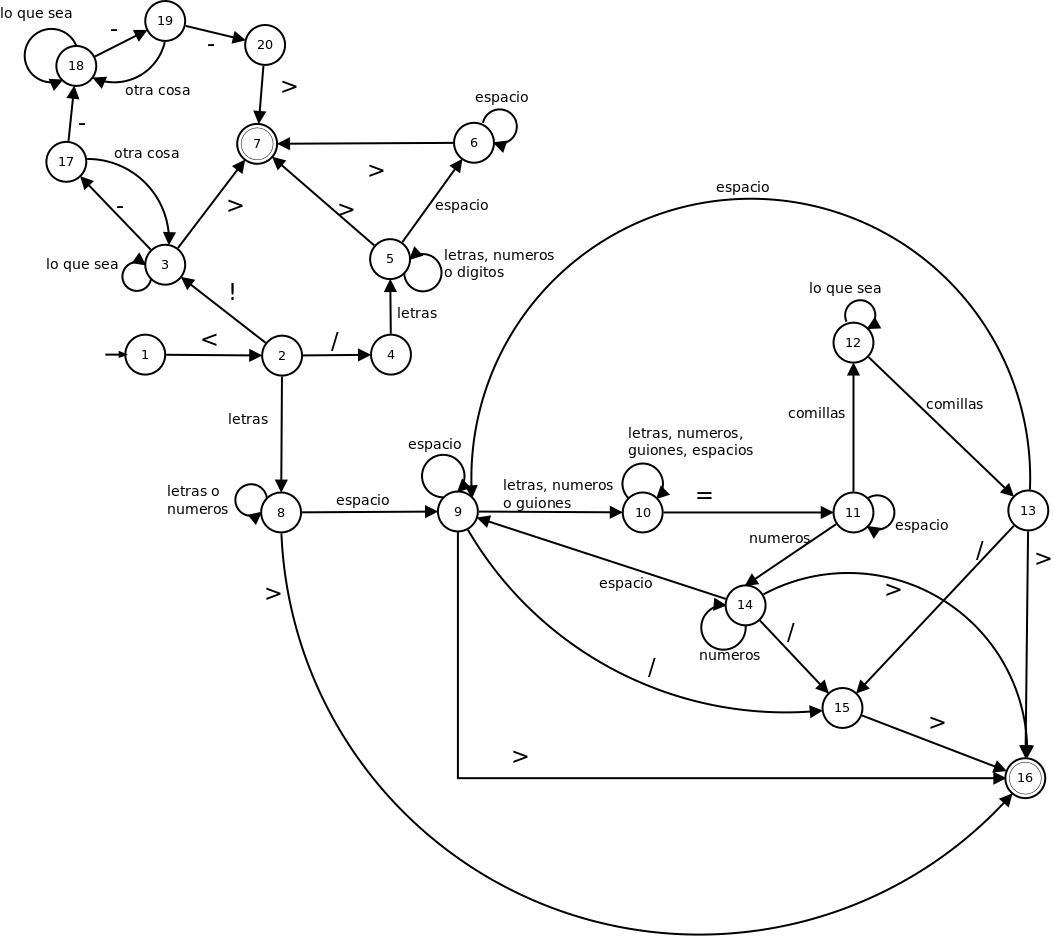 lo que sea
-
19
20
-
18
otra cosa
>
espacio
-
7
6
17
otra cosa
>
-
>
>
espacio
espacio
3
lo que sea
5
letras, numeros
o digitos
!
letras
lo que sea
1
<
2
/
4
12
comillas
comillas
letras
letras, numeros,
guiones, espacios
espacio
letras o
numeros
8
espacio
9
letras, numeros
o guiones
10
=
11
espacio
13
numeros
/
>
espacio
14
>
>
numeros
/
/
15
>
>
16